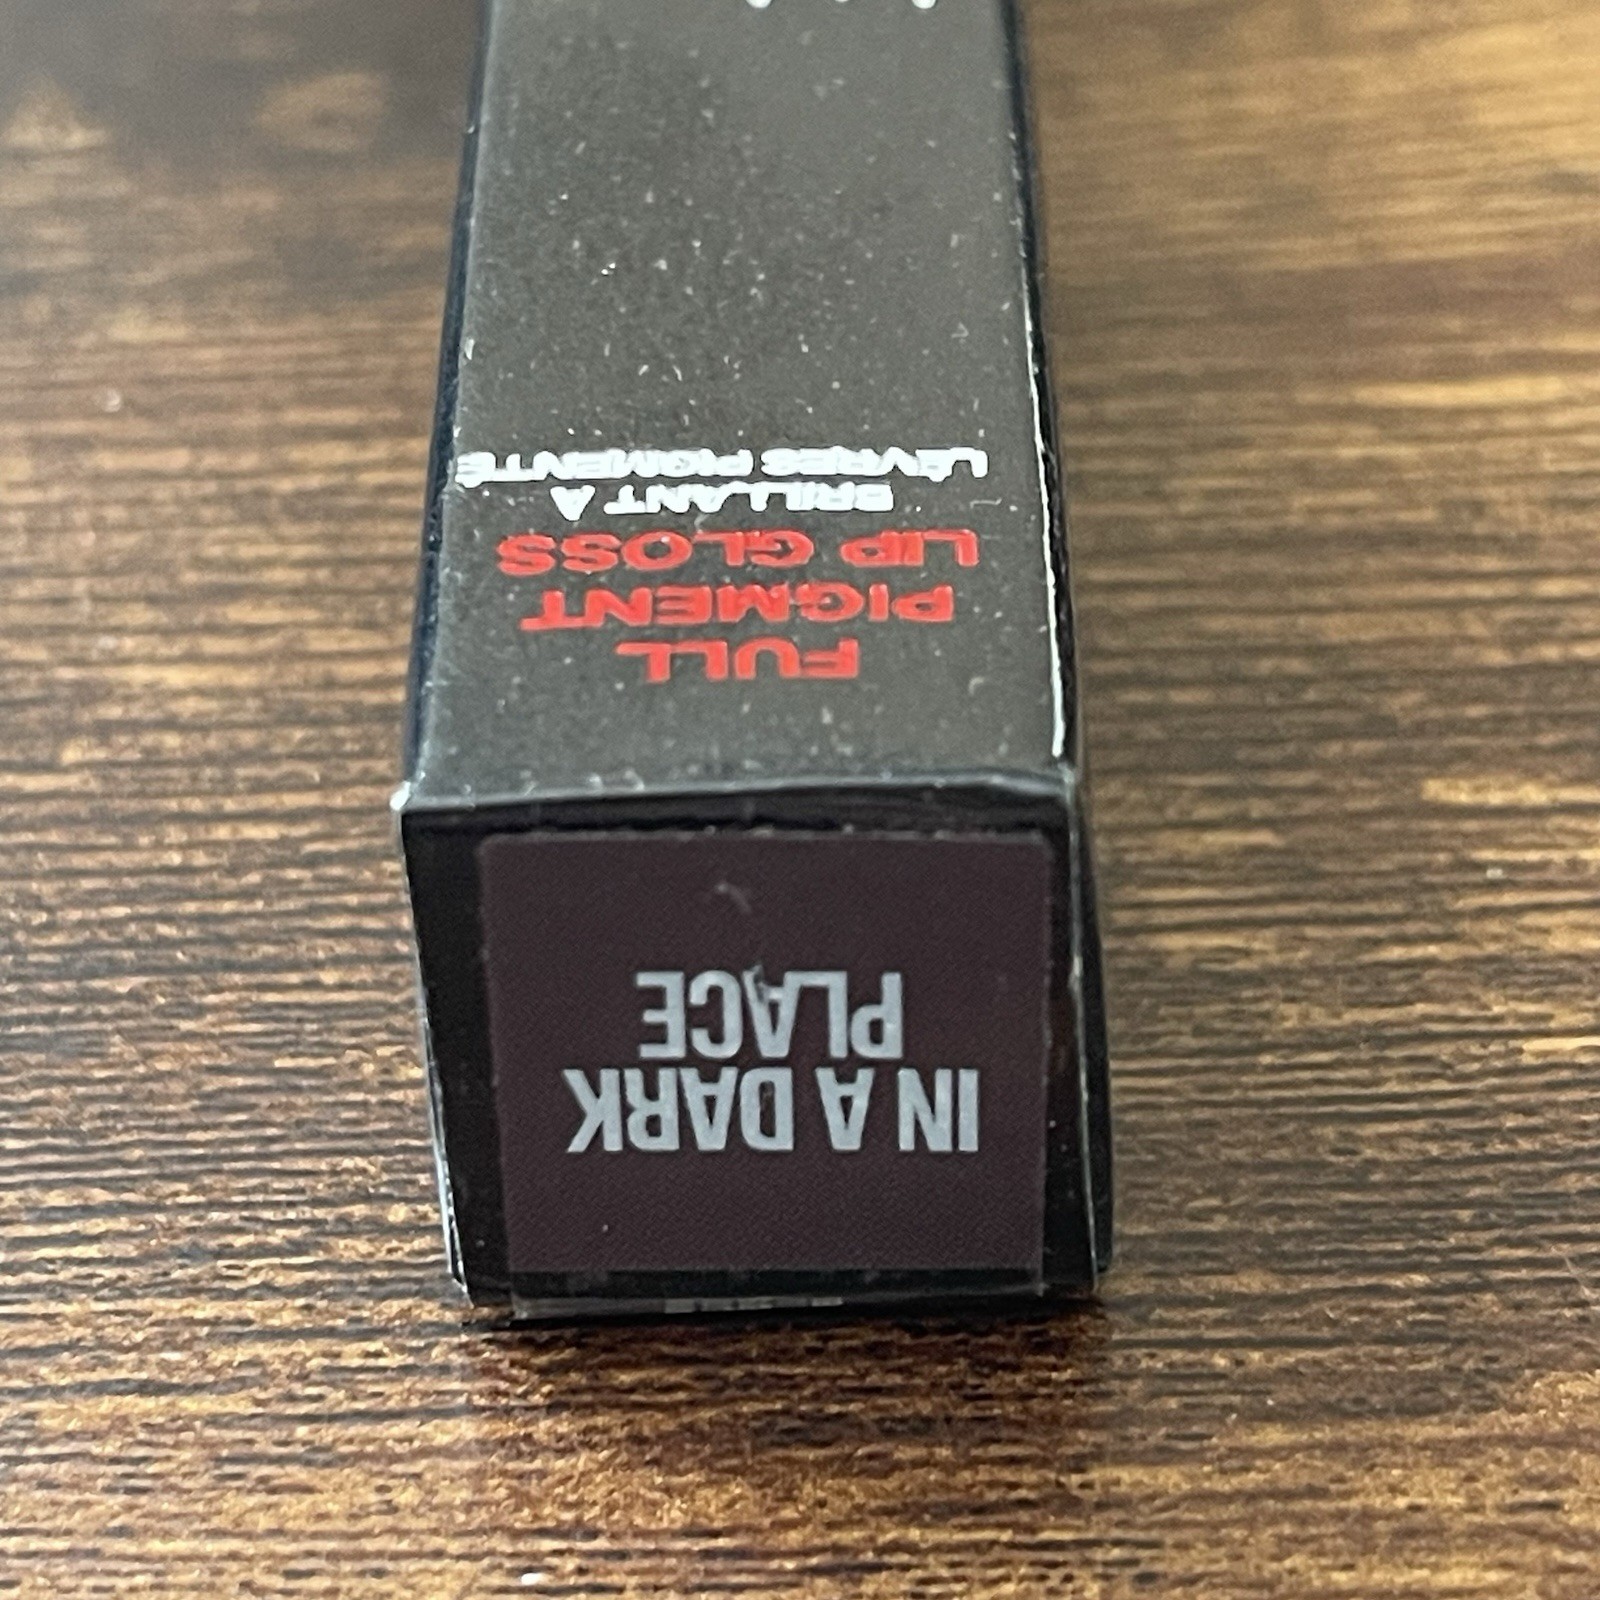 FULL
PIGMENT
LIP GLOSS
BRILLANT À
LÈVRES PIGMENTÉ
IN A DARK
PLACE